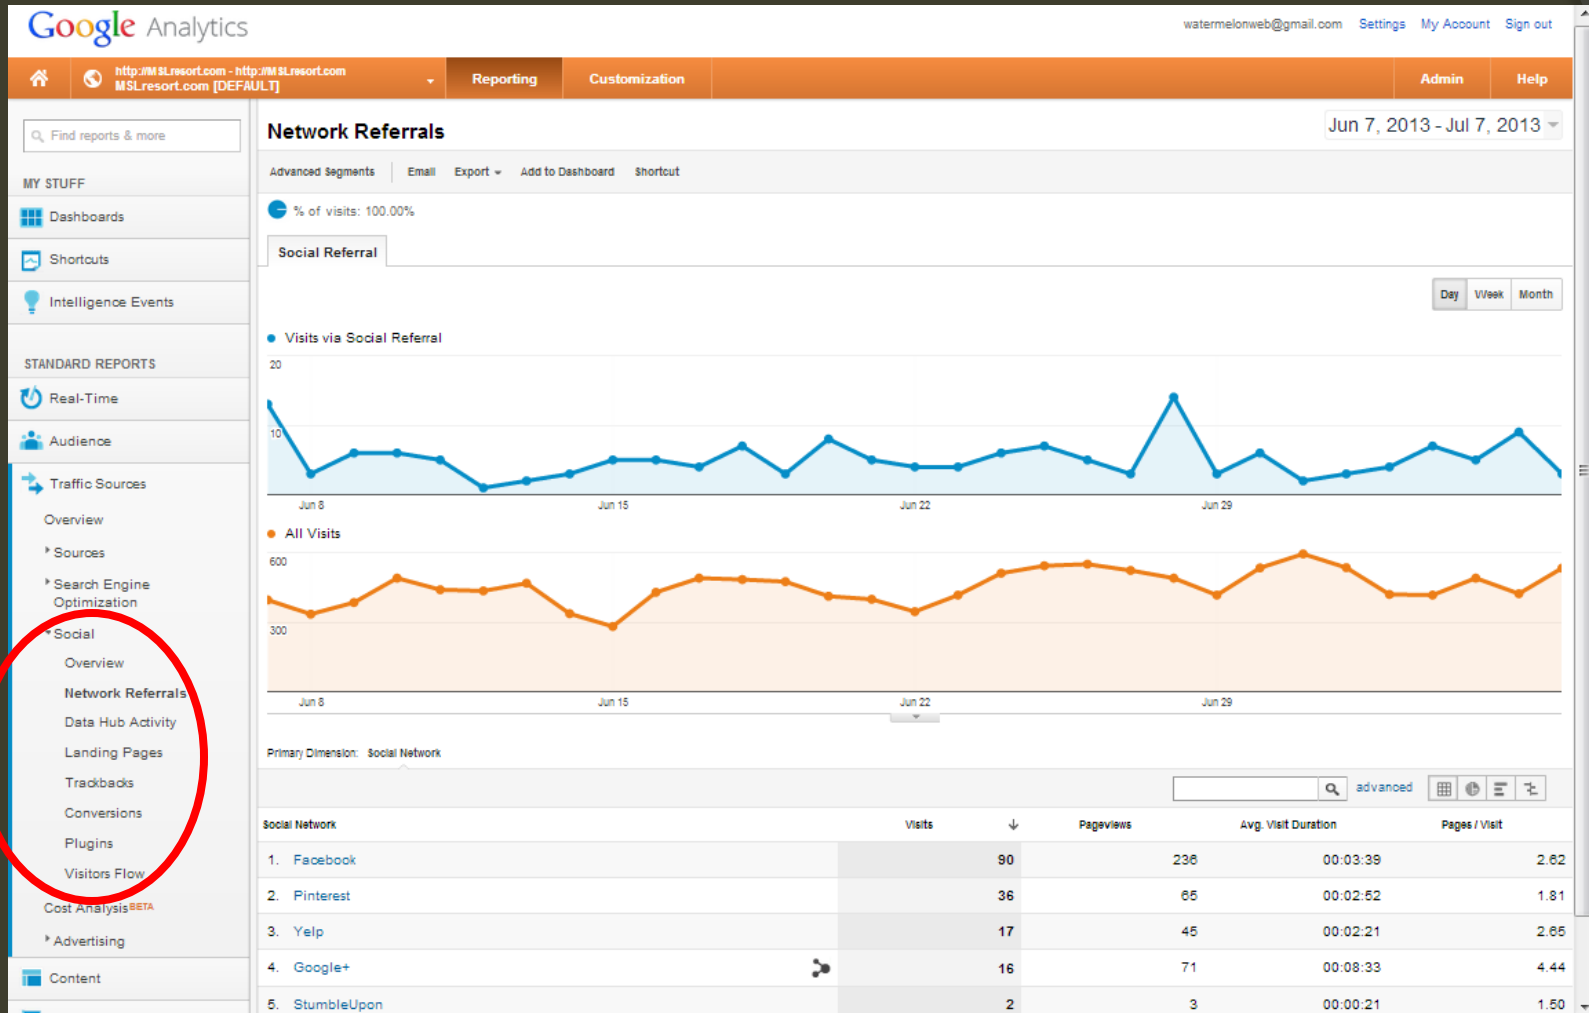 Google Analytics
watermelonweb@gmail.com Settings My Account Sign out
http://MSLresort.com - http://MSLresort.com
MSLresort.com [DEFAULT]
Reporting
Customization
Admin
Help
Find reports & more
MY STUFF
Dashboards
Shortcuts
Intelligence Events
STANDARD REPORTS
Real-Time
Audience
Traffic Sources
Overview
Sources
Search Engine
Optimization
Social
Overview
Network Referrals
Data Hub Activity
Landing Pages
Trackbacks
Conversions
Plugins
Visitors Flow
Cost Analysis BETA
Advertising
Content
Network Referrals
Jun 7, 2013 - Jul 7, 2013
Advanced Segments Email Export Add to Dashboard Shortcut
% of visits: 100.00%
Social Referral
Day Week Month
Visits via Social Referral
20
10
Jun 8 Jun 15 Jun 22 Jun 29
All Visits
600
300
Jun 8 Jun 15 Jun 22 Jun 29
Primary Dimension: Social Network
advanced
Social Network Visits Pageviews Avg. Visit Duration Pages / Visit
1. Facebook 90 236 00:03:39 2.62
2. Pinterest 36 65 00:02:52 1.81
3. Yelp 17 45 00:02:21 2.65
4. Google+ 16 71 00:08:33 4.44
5. StumbleUpon 2 3 00:00:21 1.50